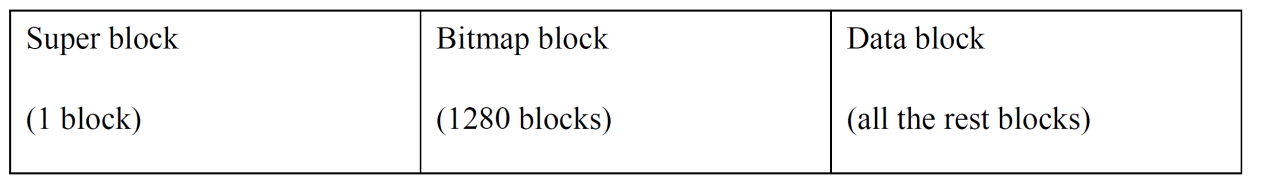 Super block
(1 block)
Bitmap block
(1280 blocks)
Data block
(all the rest blocks)